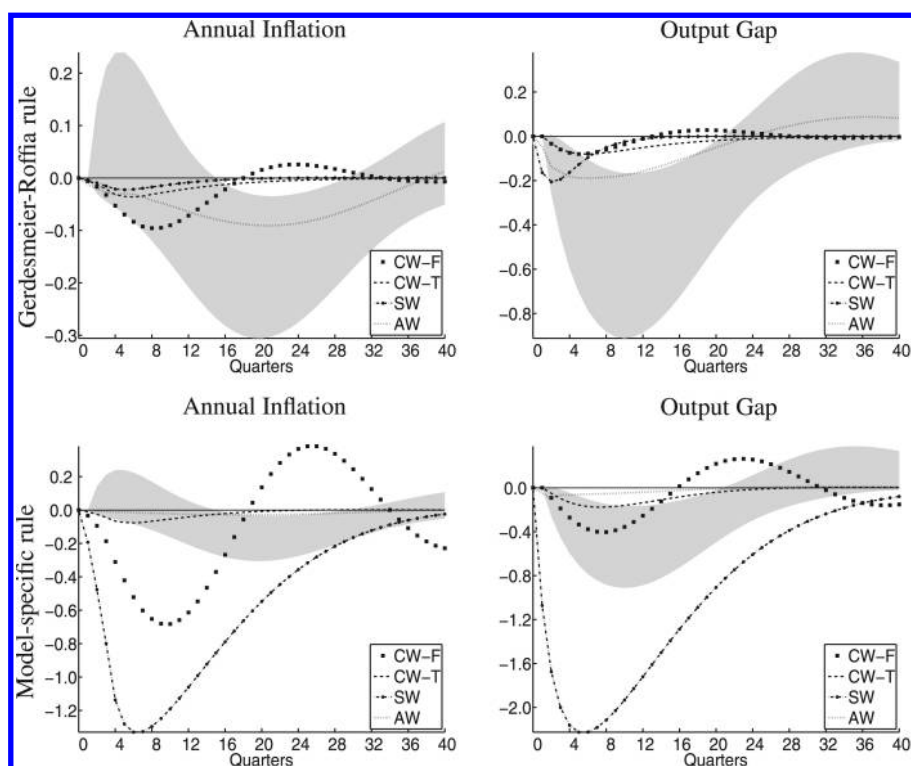 Annual Inflation
Output Gap
Gerdesmeier-Roffia rule
0.2
0.1
0.0
−0.1
−0.2
−0.3
0 4 8 12 16 20 24 28 32 36 40
Quarters
CW−F
CW−T
SW
AW
0.2
0.0
−0.2
−0.4
−0.6
−0.8
0 4 8 12 16 20 24 28 32 36 40
Quarters
CW−F
CW−T
SW
AW
Annual Inflation
Output Gap
Model-specific rule
0.2
0.0
−0.2
−0.4
−0.6
−0.8
−1.0
−1.2
0 4 8 12 16 20 24 28 32 36 40
Quarters
CW−F
CW−T
SW
AW
0.4
0.0
−0.4
−0.8
−1.2
−1.6
−2.0
0 4 8 12 16 20 24 28 32 36 40
Quarters
CW−F
CW−T
SW
AW